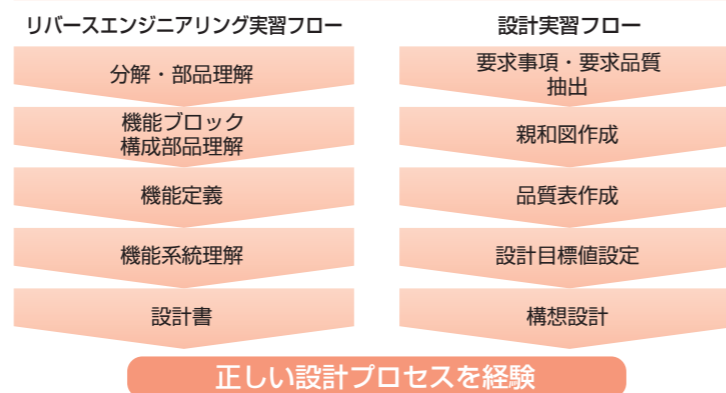 リバースエンジニアリング実習フロー
分解・部品理解
機能ブロック
構成部品理解
機能定義
機能系統理解
設計書
設計実習フロー
要求事項・要求品質
抽出
親和図作成
品質表作成
設計目標値設定
構想設計
正しい設計プロセスを経験